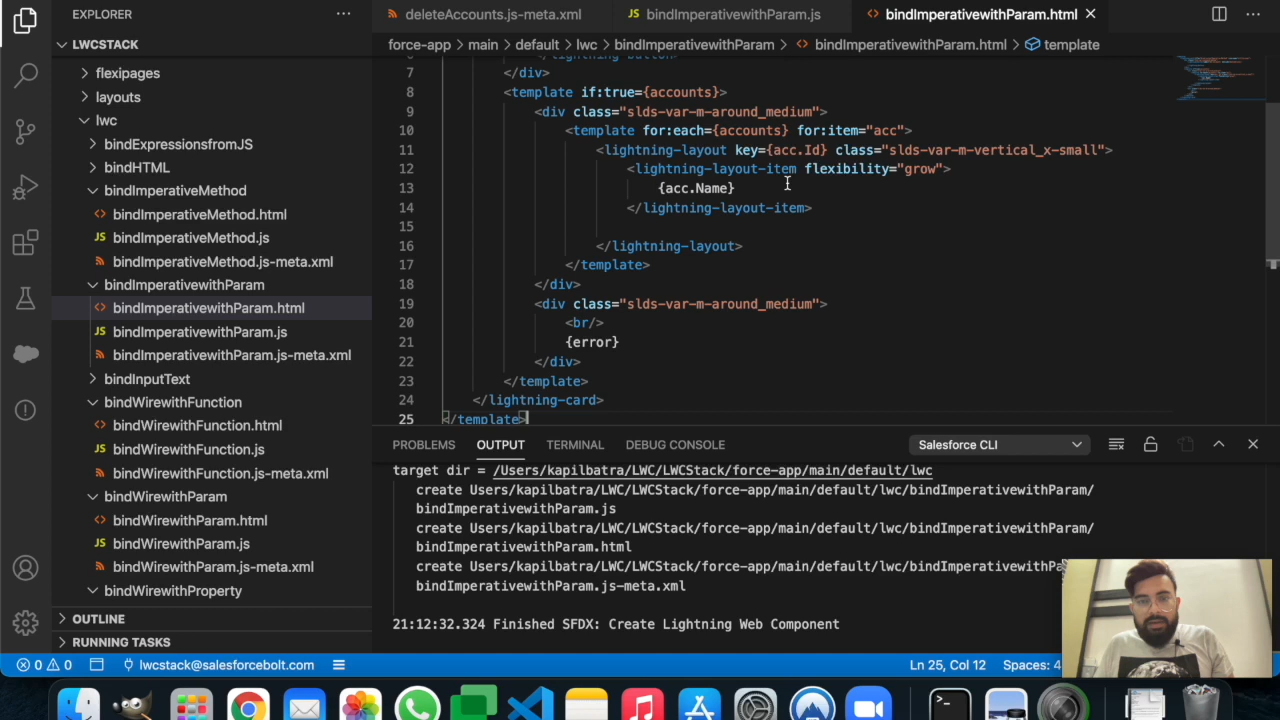 EXPLORER
deleteAccounts.js-meta.xml
JS bindImperativewithParam.js
bindImperativewithParam.html
LWCSTACK
force-app > main > default > lwc > bindImperativewithParam > bindImperativewithParam.html > template
flexipages
layouts
lwc
bindExpressionsfromJS
bindHTML
bindImperativeMethod
bindImperativeMethod.html
JS bindImperativeMethod.js
bindImperativeMethod.js-meta.xml
bindImperativewithParam
bindImperativewithParam.html
JS bindImperativewithParam.js
bindImperativewithParam.js-meta.xml
bindInputText
bindWirewithFunction
bindWirewithFunction.html
JS bindWirewithFunction.js
bindWirewithFunction.js-meta.xml
bindWirewithParam
bindWirewithParam.html
JS bindWirewithParam.js
bindWirewithParam.js-meta.xml
bindWirewithProperty
OUTLINE
RUNNING TASKS
</lightning-button>
7 </div>
8 <template if:true={accounts}>
9 <div class="slds-var-m-around_medium">
10 <template for:each={accounts} for:item="acc">
11 <lightning-layout key={acc.Id} class="slds-var-m-vertical_x-small">
12 <lightning-layout-item flexibility="grow">
13 {acc.Name}
14 </lightning-layout-item>
15
16 </lightning-layout>
17 </template>
18 </div>
19 <div class="slds-var-m-around_medium">
20 <br/>
21 {error}
22 </div>
23 </template>
24 </lightning-card>
25 </template>
PROBLEMS OUTPUT TERMINAL DEBUG CONSOLE Salesforce CLI
target dir = /Users/kapilbatra/LWC/LWCStack/force-app/main/default/lwc
create Users/kapilbatra/LWC/LWCStack/force-app/main/default/lwc/bindImperativewithParam/
bindImperativewithParam.js
create Users/kapilbatra/LWC/LWCStack/force-app/main/default/lwc/bindImperativewithParam/
bindImperativewithParam.html
create Users/kapilbatra/LWC/LWCStack/force-app/main/default/lwc/bindImperativewithPa
bindImperativewithParam.js-meta.xml
21:12:32.324 Finished SFDX: Create Lightning Web Component
0 0 lwcstack@salesforcebolt.com
Ln 25, Col 12 Spaces: 4